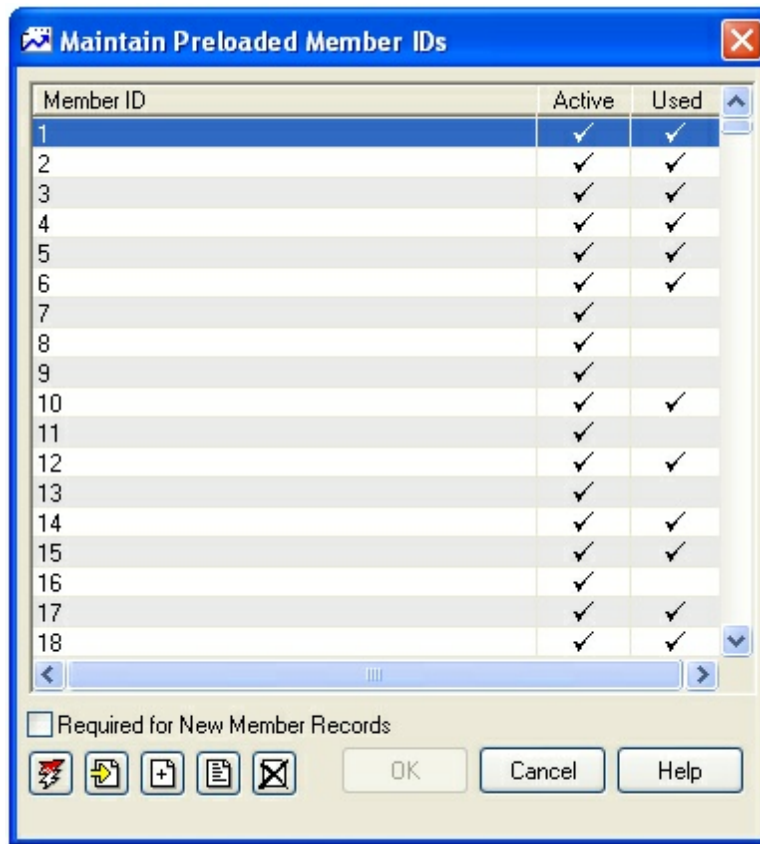 Maintain Preloaded Member IDs
Member ID Active Used
1 ✓ ✓
2 ✓ ✓
3 ✓ ✓
4 ✓ ✓
5 ✓ ✓
6 ✓ ✓
7 ✓
8 ✓
9 ✓
10 ✓ ✓
11 ✓
12 ✓ ✓
13 ✓
14 ✓ ✓
15 ✓ ✓
16 ✓
17 ✓ ✓
18 ✓ ✓
Required for New Member Records
OK Cancel Help